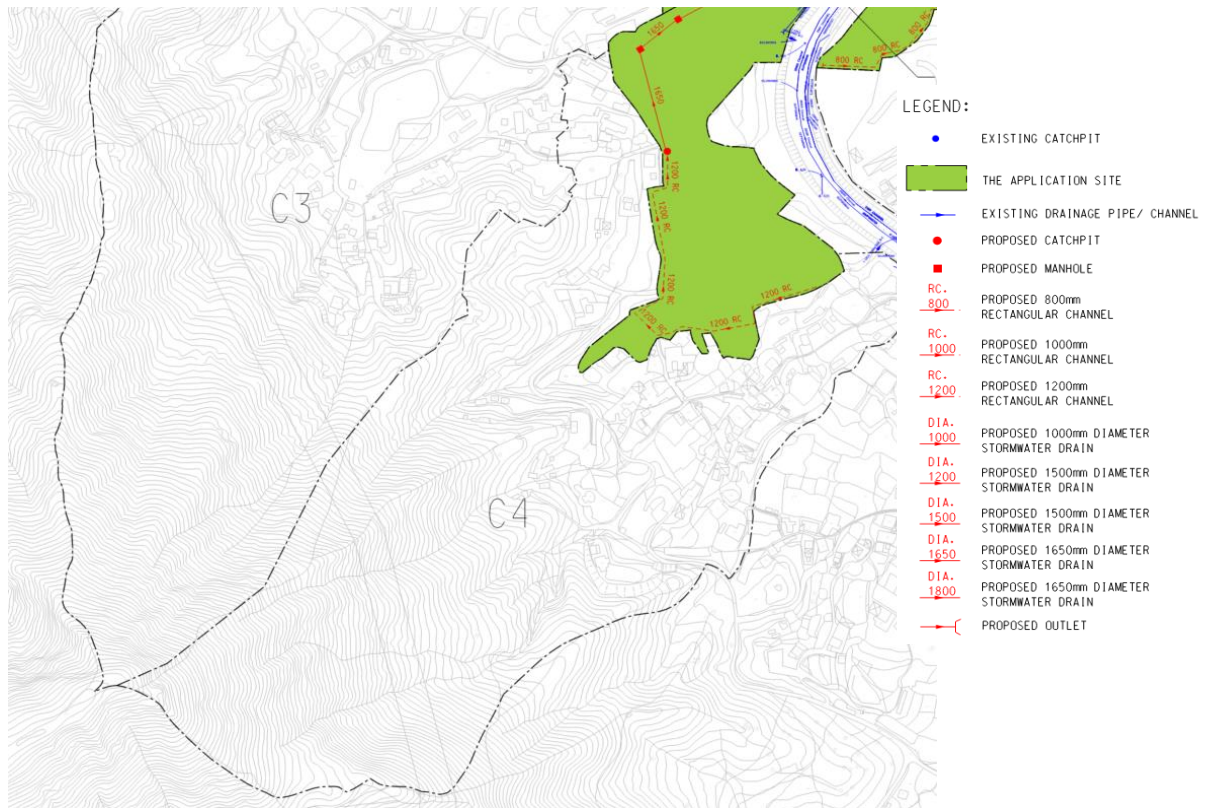 1650
1650
800 RC
800 RC
800 RC
1200 RC
1200 RC
1200 RC
1200 RC
1200 RC
1200 RC
C3
C4
LEGEND:
EXISTING CATCHPIT
THE APPLICATION SITE
EXISTING DRAINAGE PIPE/ CHANNEL
PROPOSED CATCHPIT
PROPOSED MANHOLE
RC.
800
PROPOSED 800mm
RECTANGULAR CHANNEL
RC.
1000
PROPOSED 1000mm
RECTANGULAR CHANNEL
RC.
1200
PROPOSED 1200mm
RECTANGULAR CHANNEL
DIA.
1000
PROPOSED 1000mm DIAMETER
STORMWATER DRAIN
DIA.
1200
PROPOSED 1500mm DIAMETER
STORMWATER DRAIN
DIA.
1500
PROPOSED 1500mm DIAMETER
STORMWATER DRAIN
DIA.
1650
PROPOSED 1650mm DIAMETER
STORMWATER DRAIN
DIA.
1800
PROPOSED 1650mm DIAMETER
STORMWATER DRAIN
PROPOSED OUTLET